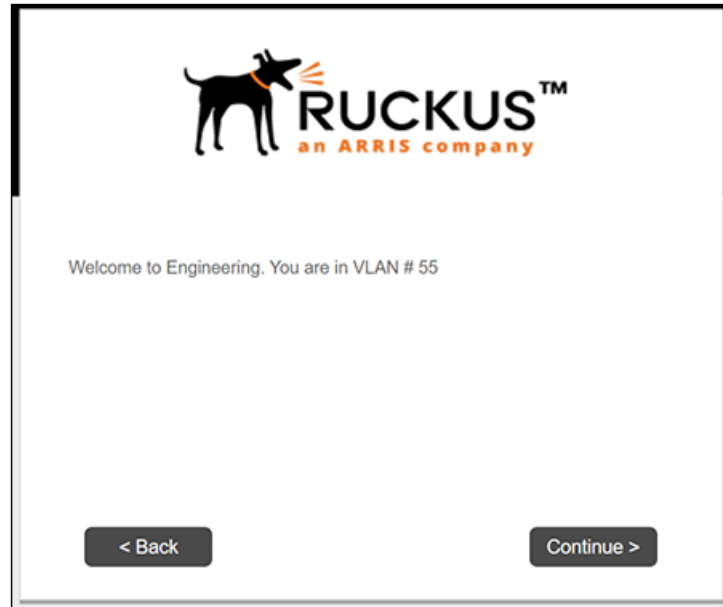 RUCKUS™
an ARRIS company
Welcome to Engineering. You are in VLAN # 55
< Back
Continue >